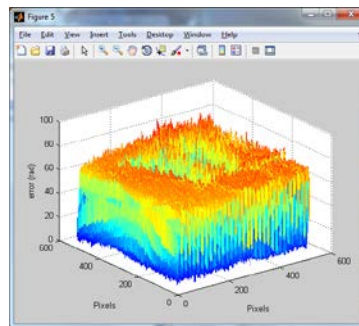 Figure 5
File Edit View Insert Tools Desktop Window Help
100
80
60
40
20
0
error (rad)
600
400
200
0
Pixels
0
200
400
600
Pixels